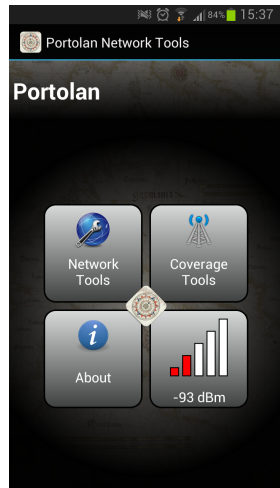 84% 15:37
Portolan Network Tools
Portolan
Network
Tools
Coverage
Tools
i
About
-93 dBm